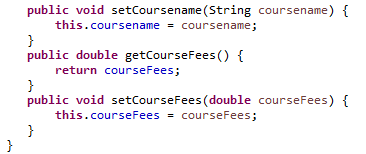 public void setCoursename(String coursename) {
this.coursename = coursename;
}
public double getCourseFees() {
return courseFees;
}
public void setCourseFees(double courseFees) {
this.courseFees = courseFees;
}
}